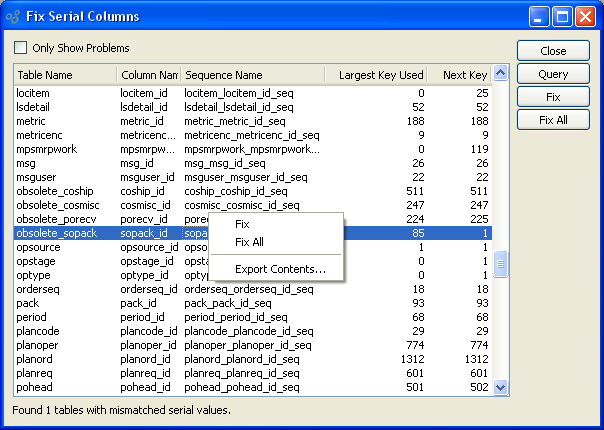 Fix Serial Columns
Only Show Problems
Close
Query
Fix
Fix All
Table Name Column Nam Sequence Name Largest Key Used Next Key
locitem locitem_id locitem_locitem_id_seq 0 25
lsdetail lsdetail_id lsdetail_lsdetail_id_seq 52 52
metric metric_id metric_metric_id_seq 188 188
metricenc metricenc... metricenc_metricenc_id_seq 9 9
mpsmrpwork mpsmrpw... mpsmrpwork_mpsmrpw... 0 119
msg msg_id msg_msg_id_seq 26 26
msguser msguser_id msguser_msguser_id_seq 22 22
obsolete_coship coship_id coship_coship_id_seq 511 511
obsolete_cosmisc cosmisc_id cosmisc_cosmisc_id_seq 247 247
obsolete_porecv porecv_id porec 224 225
obsolete_sopack sopack_id sopa 85 1
opsource opsource_id opso 1 1
opstage opstage_id opsta 0 1
optype optype_id optyp 0 1
orderseq orderseq_id orderseq_orderseq_id_seq 18 18
pack pack_id pack_pack_id_seq 93 93
period period_id period_period_id_seq 68 68
plancode plancode_id plancode_plancode_id_seq 29 29
planoper planoper_id planoper_planoper_id_seq 774 774
planord planord_id planord_planord_id_seq 1312 1312
planreq planreq_id planreq_planreq_id_seq 601 601
pohead pohead_id pohead_pohead_id_seq 501 502
Fix
Fix All
Export Contents...
Found 1 tables with mismatched serial values.